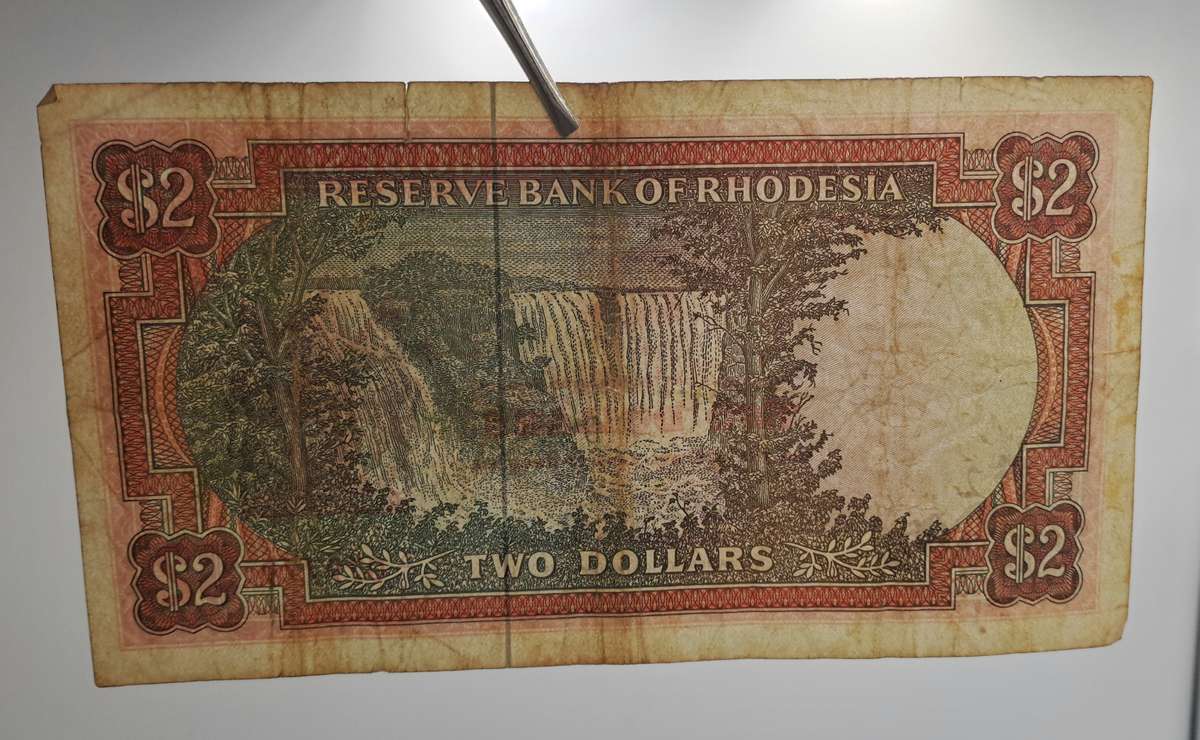 $2 $2
RESERVE BANK OF RHODESIA
TWO DOLLARS
$2 $2